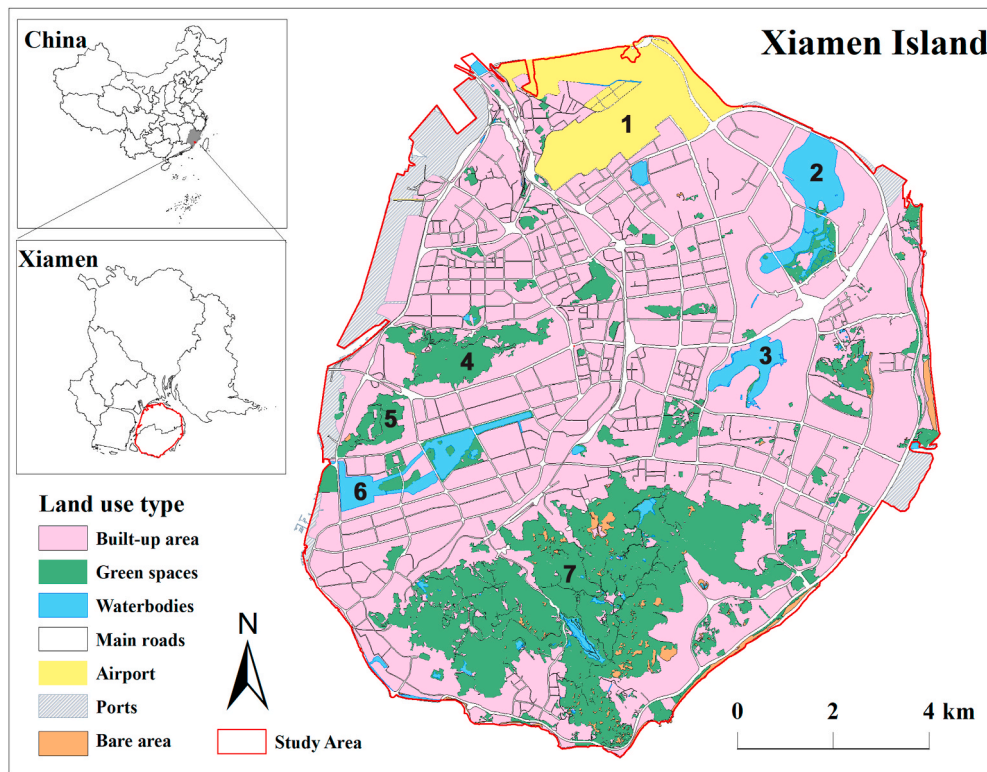 China
Xiamen Island
Xiamen
1
2
3
4
5
6
7
Land use type
Built-up area
Green spaces
Waterbodies
Main roads
Airport
Ports
Bare area
N
Study Area
0 2 4 km